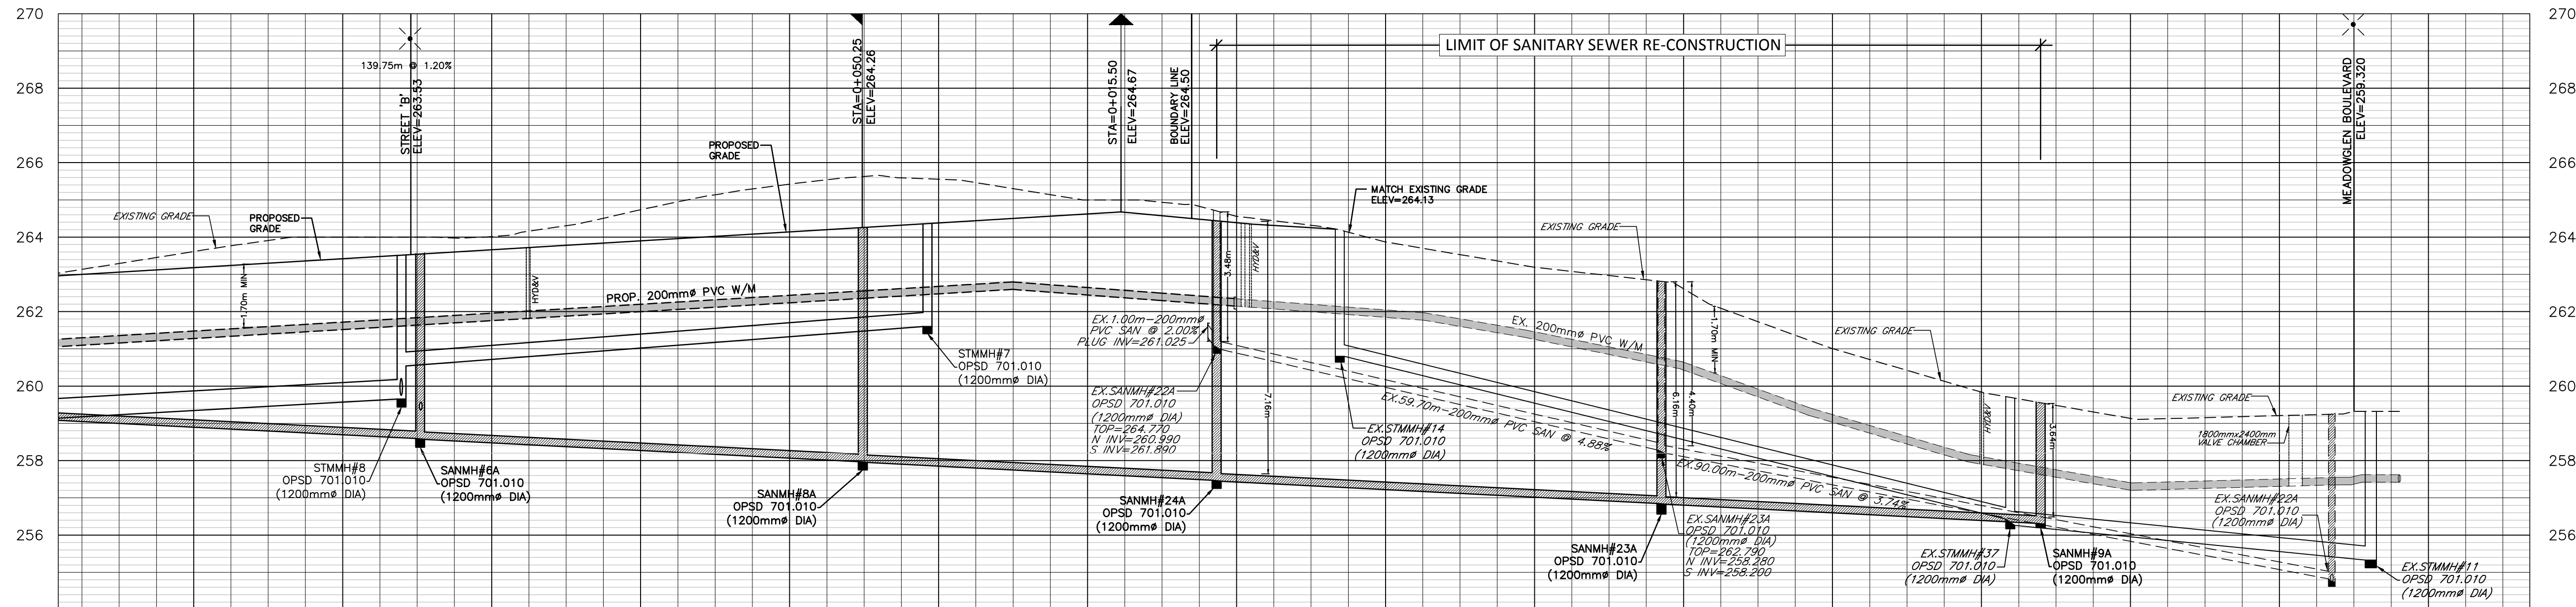 270
268
266
264
262
260
258
256
139.75m @ 1.20%
STREET 'B'
ELEV=263.53
STA=0+050.25
ELEV=264.26
STA=0+015.50
ELEV=264.67
BOUNDARY LINE
ELEV=264.50
LIMIT OF SANITARY SEWER RE-CONSTRUCTION
MEADOWGLEN BOULEVARD
ELEV=259.320
270
268
266
264
262
260
258
256
EXISTING GRADE
PROPOSED
GRADE
1.70m MIN
HYD&V
PROP. 200mmø PVC W/M
PROPOSED
GRADE
STMMH#8
OPSD 701.010
(1200mmø DIA)
SANMH#6A
OPSD 701.010
(1200mmø DIA)
SANMH#8A
OPSD 701.010
(1200mmø DIA)
STMMH#7
OPSD 701.010
(1200mmø DIA)
EX.1.00m-200mmø
PVC SAN @ 2.00%
PLUG INV=261.025
EX.SANMH#22A
OPSD 701.010
(1200mmø DIA)
TOP=264.770
N INV=260.990
S INV=261.890
SANMH#24A
OPSD 701.010
(1200mmø DIA)
3.48m
HYD&V
7.16m
MATCH EXISTING GRADE
ELEV=264.13
EX.STMMH#14
OPSD 701.010
(1200mmø DIA)
EX.59.70m-200mmø PVC SAN @ 4.88%
EX. 200mmø PVC W/M
EXISTING GRADE
6.16m
4.40m
1.70m MIN
EX.90.00m-200mmø PVC SAN @ 3.74%
SANMH#23A
OPSD 701.010
(1200mmø DIA)
EX.SANMH#23A
OPSD 701.010
(1200mmø DIA)
TOP=262.790
N INV=258.280
S INV=258.200
EXISTING GRADE
HYD&V
3.64m
EX.STMMH#37
OPSD 701.010
(1200mmø DIA)
SANMH#9A
OPSD 701.010
(1200mmø DIA)
EXISTING GRADE
1800mmx2400mm
VALVE CHAMBER
EX.SANMH#22A
OPSD 701.010
(1200mmø DIA)
EX.STMMH#11
OPSD 701.010
(1200mmø DIA)